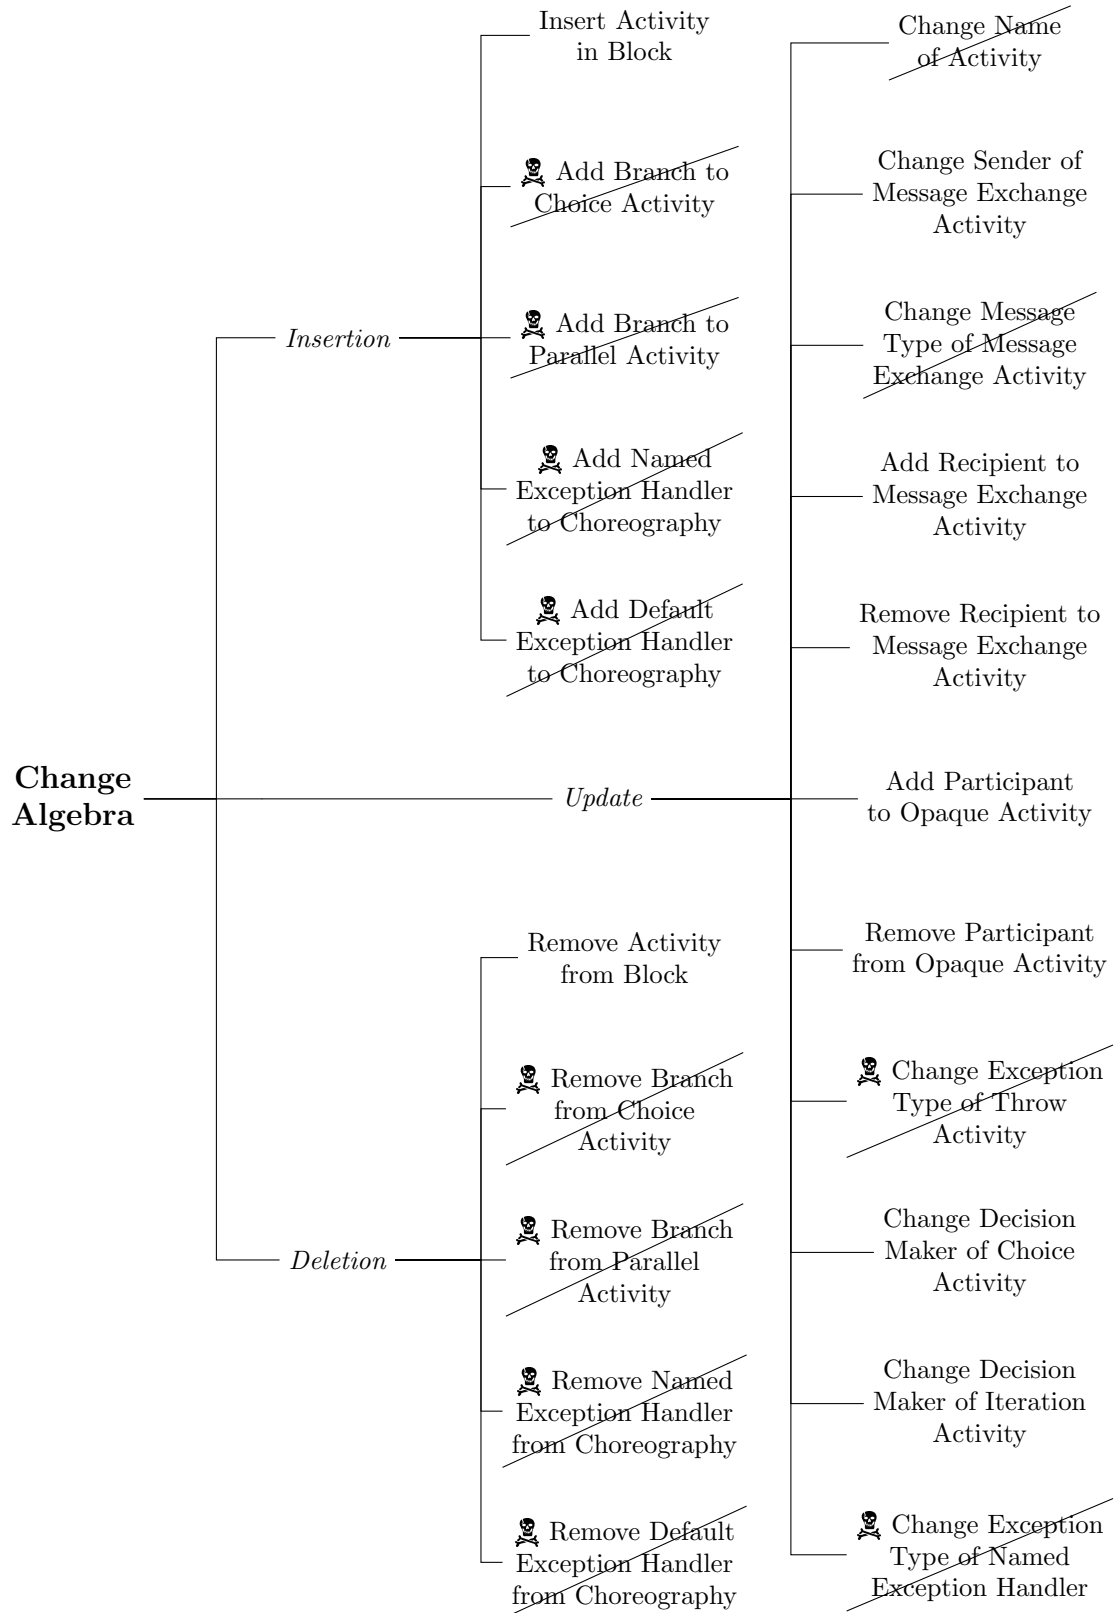 Insert Activity
in Block
☠ Add Branch to
Choice Activity
☠ Add Branch to
Parallel Activity
Insertion
☠ Add Named
Exception Handler
to Choreography
☠ Add Default
Exception Handler
to Choreography
Change
Algebra
Update
Remove Activity
from Block
☠ Remove Branch
from Choice
Activity
Deletion
☠ Remove Branch
from Parallel
Activity
☠ Remove Named
Exception Handler
from Choreography
☠ Remove Default
Exception Handler
from Choreography
Change Name
of Activity
Change Sender of
Message Exchange
Activity
Change Message
Type of Message
Exchange Activity
Add Recipient to
Message Exchange
Activity
Remove Recipient to
Message Exchange
Activity
Add Participant
to Opaque Activity
Remove Participant
from Opaque Activity
☠ Change Exception
Type of Throw
Activity
Change Decision
Maker of Choice
Activity
Change Decision
Maker of Iteration
Activity
☠ Change Exception
Type of Named
Exception Handler